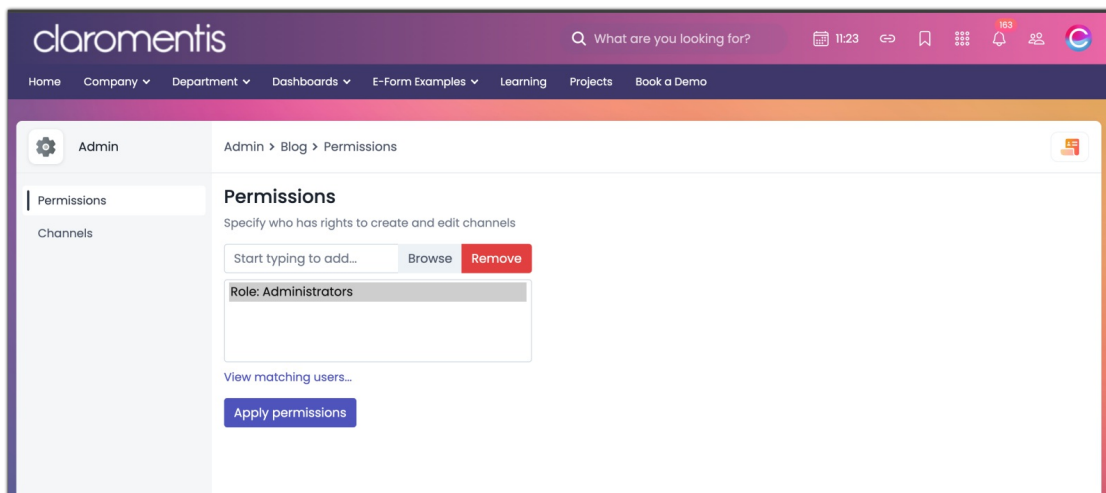 claromentis
What are you looking for?
11:23
163
Home Company Department Dashboards E-Form Examples Learning Projects Book a Demo
Admin
Admin > Blog > Permissions
Permissions
Channels
Permissions
Specify who has rights to create and edit channels
Start typing to add... Browse Remove
Role: Administrators
View matching users...
Apply permissions